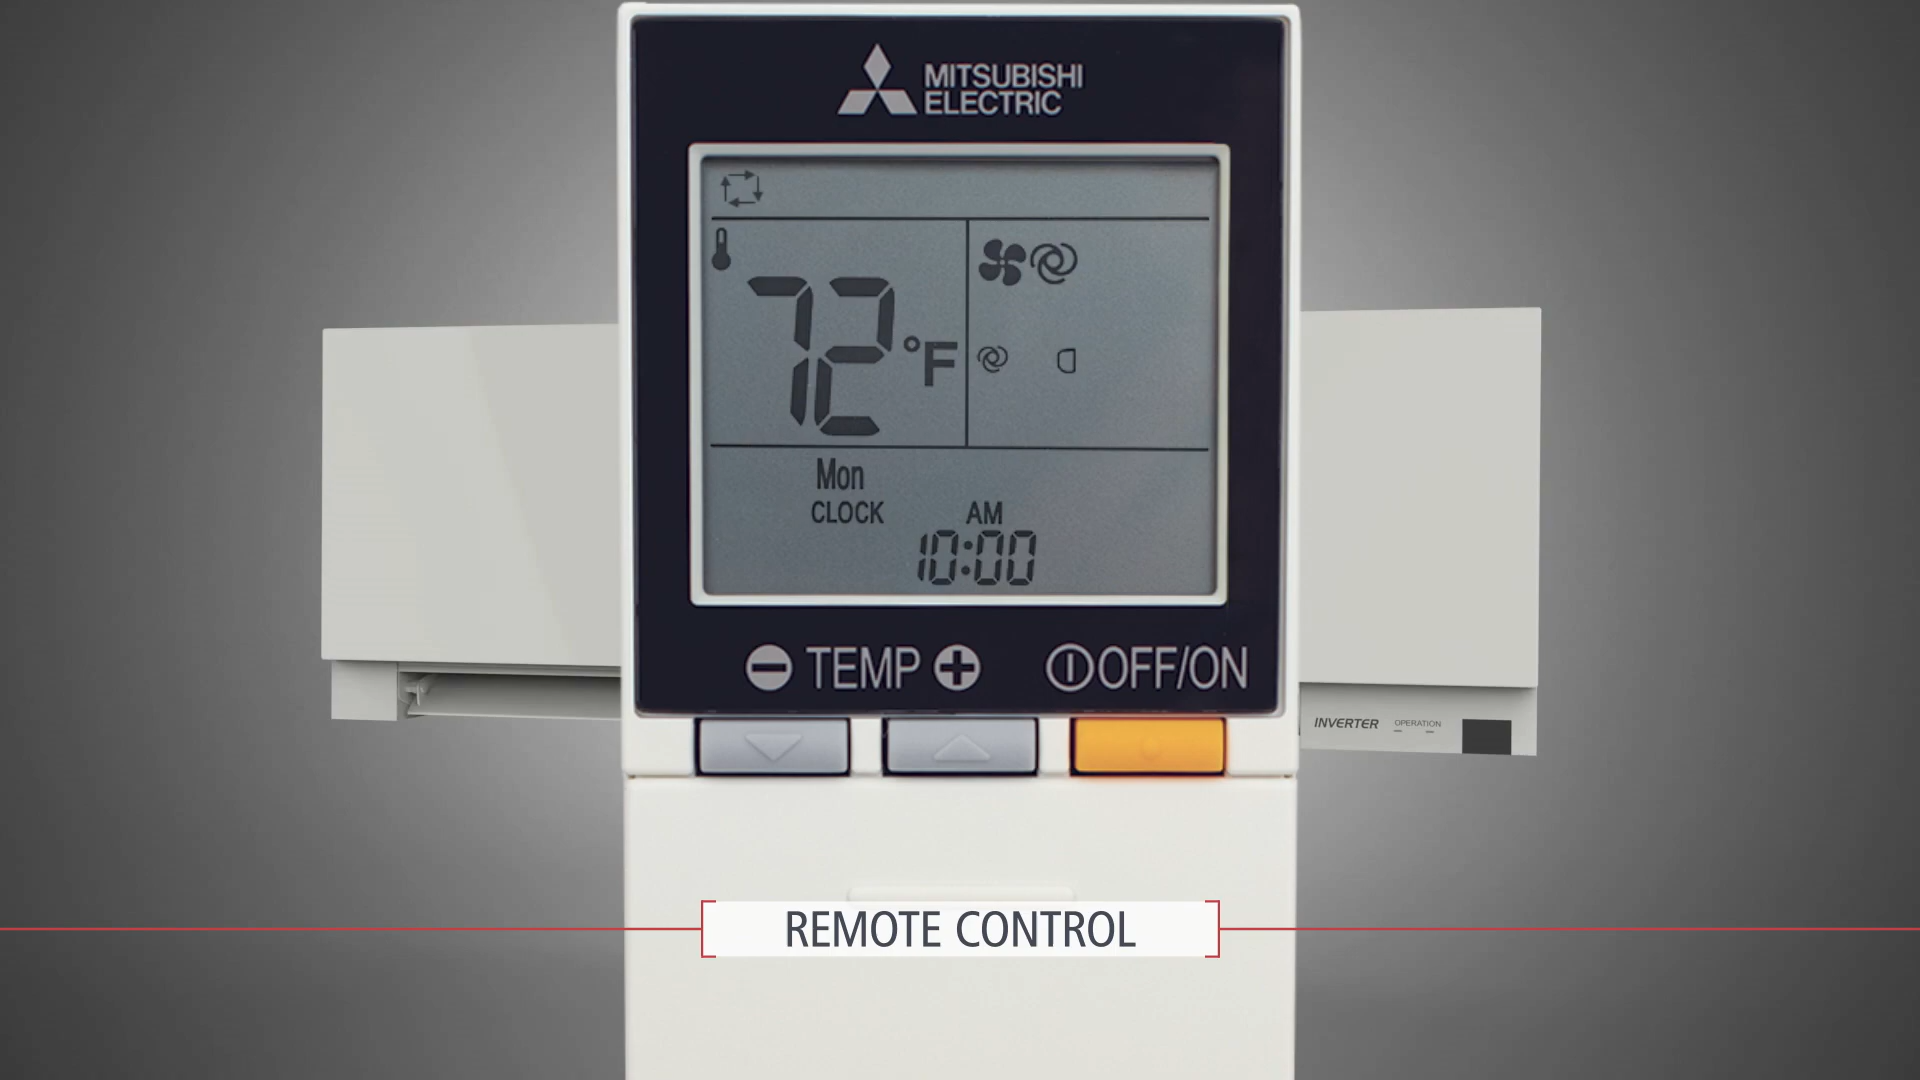 MITSUBISHI
ELECTRIC
72°F
Mon
CLOCK AM
10:00
TEMP OFF/ON
INVERTER OPERATION
REMOTE CONTROL